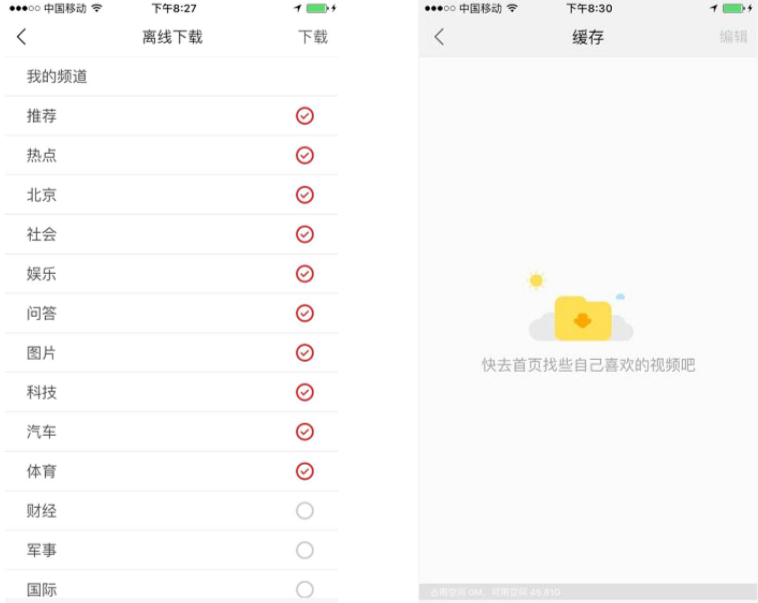 中国移动 下午8:27
离线下载 下载
我的频道
推荐
热点
北京
社会
娱乐
问答
图片
科技
汽车
体育
财经
军事
国际
中国移动 下午8:30
缓存 编辑
快去首页找些自己喜欢的视频吧
占用空间 0M, 可用空间 45.81G